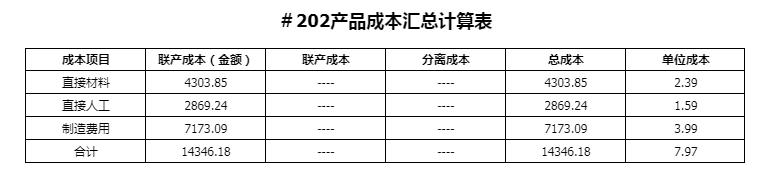 ＃202产品成本汇总计算表
成本项目 联产成本（金额） 联产成本 分离成本 总成本 单位成本
直接材料 4303.85 ---- ---- 4303.85 2.39
直接人工 2869.24 ---- ---- 2869.24 1.59
制造费用 7173.09 ---- ---- 7173.09 3.99
合计 14346.18 ---- ---- 14346.18 7.97